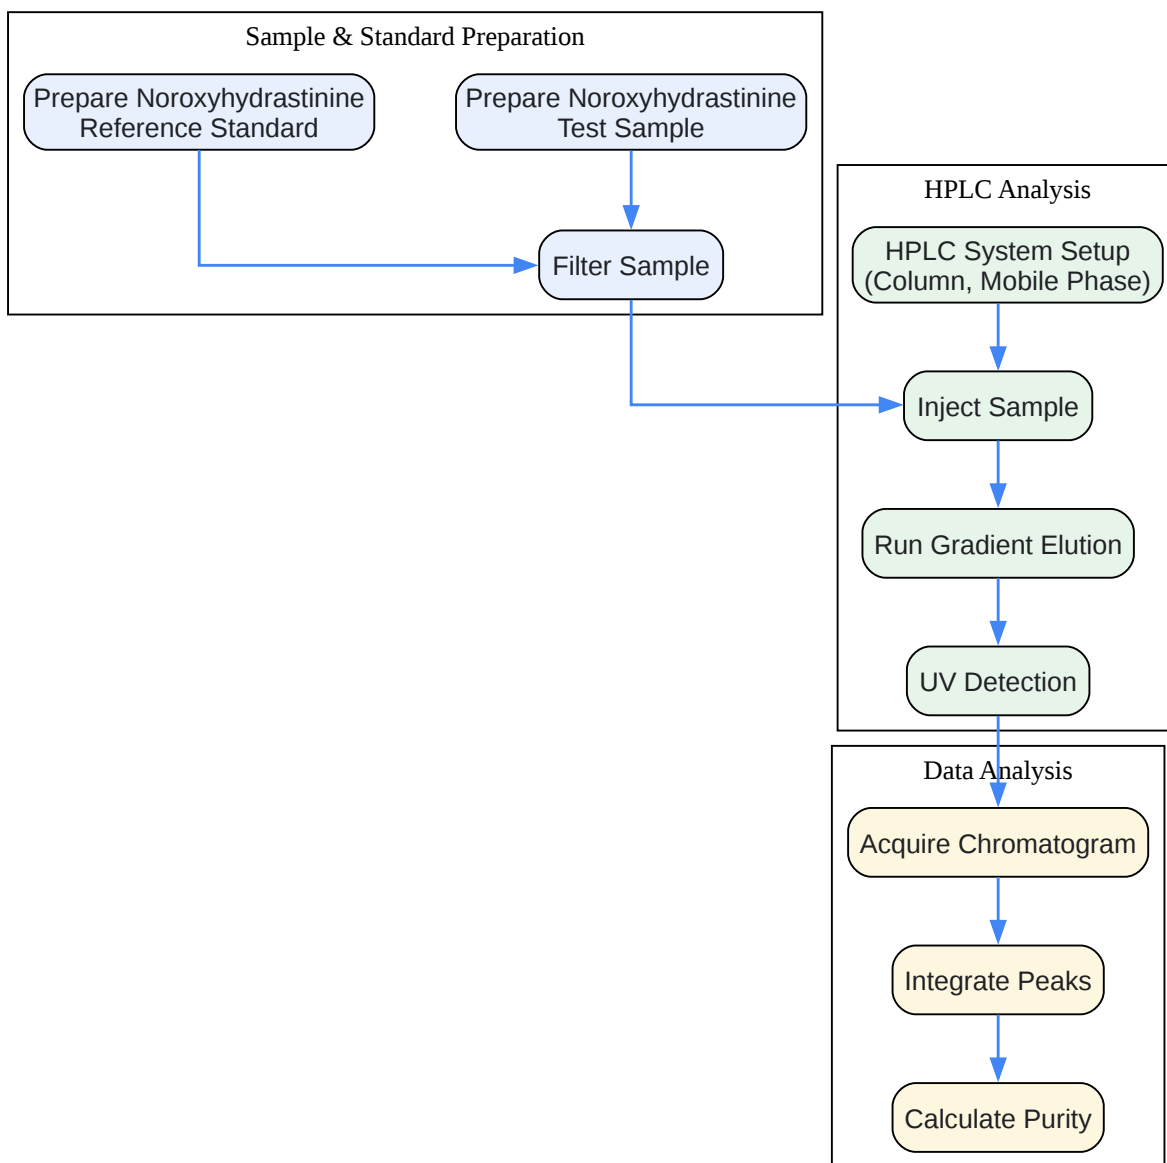 Sample & Standard Preparation
Prepare Noroxyhydrastinine
Reference Standard
Prepare Noroxyhydrastinine
Test Sample
Filter Sample
HPLC Analysis
HPLC System Setup
(Column, Mobile Phase)
Inject Sample
Run Gradient Elution
UV Detection
Data Analysis
Acquire Chromatogram
Integrate Peaks
Calculate Purity